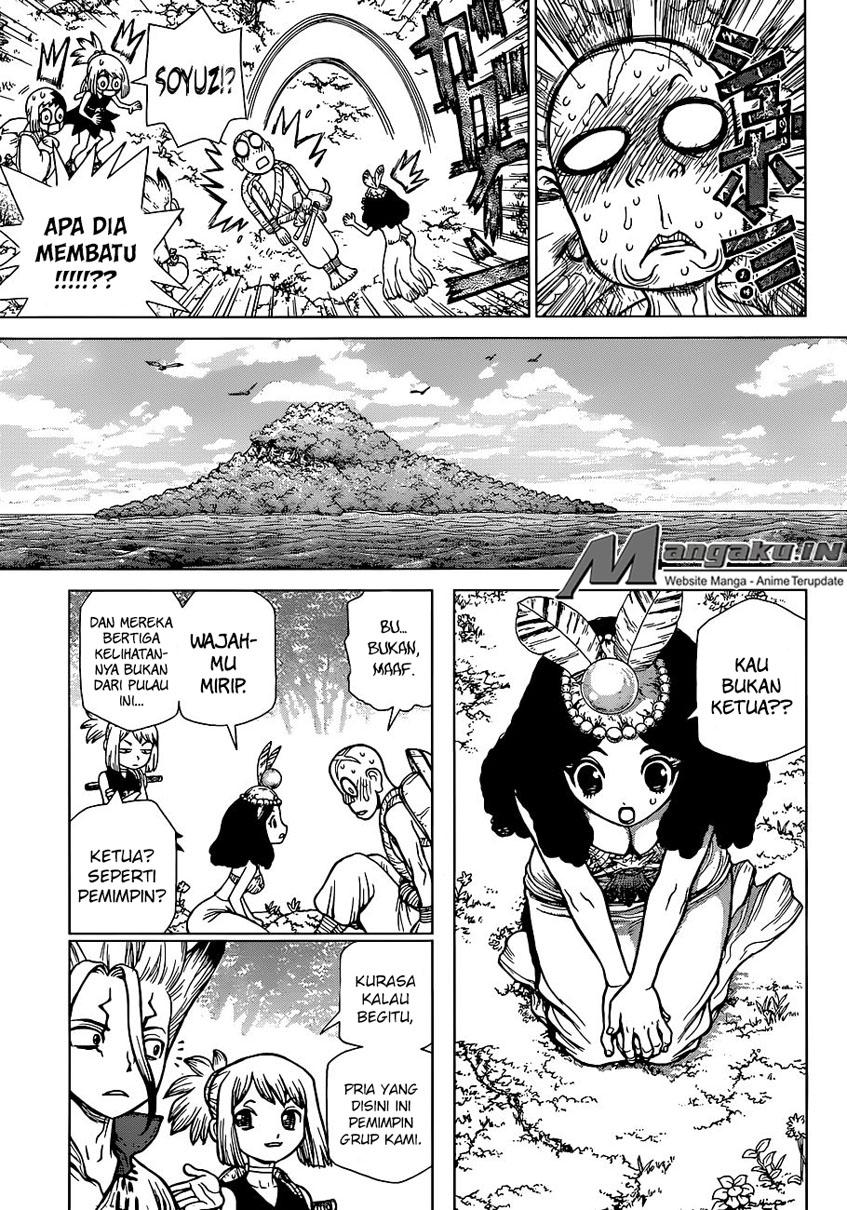 SOYUZ!?
APA DIA
MEMBATU
!!!!!??
KAU
BUKAN
KETUA??
BU...
BUKAN,
MAAF.
WAJAH-
MU
MIRIP.
DAN MEREKA
BERTIGA
KELIHATAN-
NYA BUKAN
DARI PULAU
INI...
KETUA?
SEPERTI
PEMIMPIN?
KURASA
KALAU
BEGITU,
PRIA YANG
DISINI INI
PEMIMPIN
GRUP KAMI.
Mangaku.in
Website Manga - Anime Terupdate